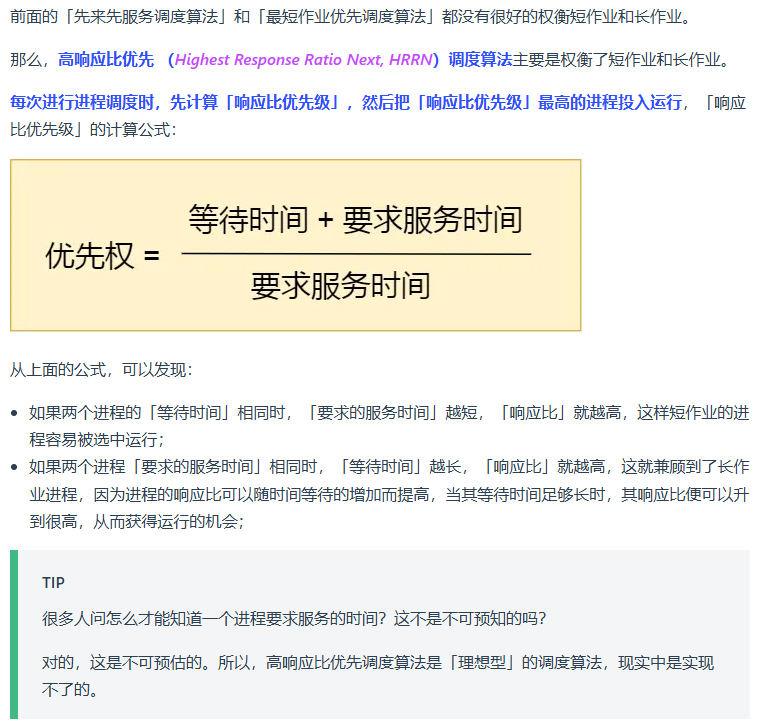 前面的「先来先服务调度算法」和「最短作业优先调度算法」都没有很好的权衡短作业和长作业。
那么，高响应比优先 （Highest Response Ratio Next, HRRN）调度算法主要是权衡了短作业和长作业。
每次进行进程调度时，先计算「响应比优先级」，然后把「响应比优先级」最高的进程投入运行，「响应
比优先级」的计算公式：
等待时间 + 要求服务时间
优先权 =
要求服务时间
从上面的公式，可以发现：
• 如果两个进程的「等待时间」相同时，「要求的服务时间」越短，「响应比」就越高，这样短作业的进
程容易被选中运行；
• 如果两个进程「要求的服务时间」相同时，「等待时间」越长，「响应比」就越高，这就兼顾到了长作
业进程，因为进程的响应比可以随时间等待的增加而提高，当其等待时间足够长时，其响应比便可以升
到很高，从而获得运行的机会；
TIP
很多人问怎么才能知道一个进程要求服务的时间？这不是不可预知的吗？
对的，这是不可预估的。所以，高响应比优先调度算法是「理想型」的调度算法，现实中是实现
不了的。